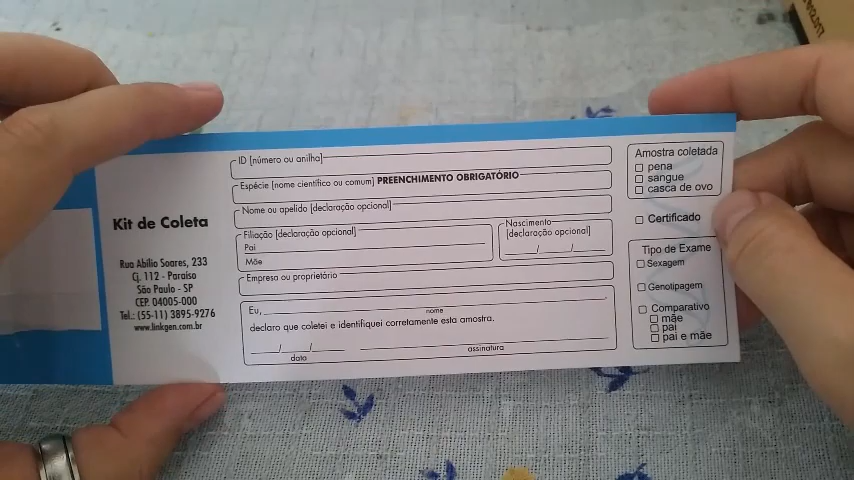 Kit de Coleta
Rua Abílio Soares, 233
Cj. 112 - Paraíso
São Paulo - SP
CEP. 04005-000
Tel.: (55-11) 3895-9276
www.linkgen.com.br
ID [número ou anilha]
Espécie [nome científico ou comum] PREENCHIMENTO OBRIGATÓRIO
Nome ou apelido [declaração opcional]
Filiação [declaração opcional]
Pai
Mãe
Nascimento
[declaração opcional]
Empresa ou proprietário
Eu,
nome
declaro que coletei e identifiquei corretamente esta amostra.
data
assinatura
Amostra coletada
pena
sangue
casca de ovo
Certificado
Tipo de Exame
Sexagem
Genotipagem
Comparativo
mãe
pai
pai e mãe